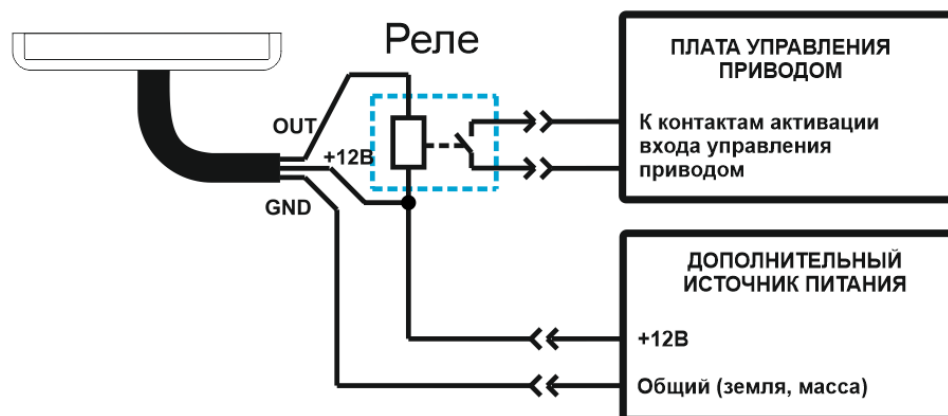 Реле
OUT
+12В
GND
ПЛАТА УПРАВЛЕНИЯ
ПРИВОДОМ
К контактам активации
входа управления
приводом
ДОПОЛНИТЕЛЬНЫЙ
ИСТОЧНИК ПИТАНИЯ
+12В
Общий (земля, масса)